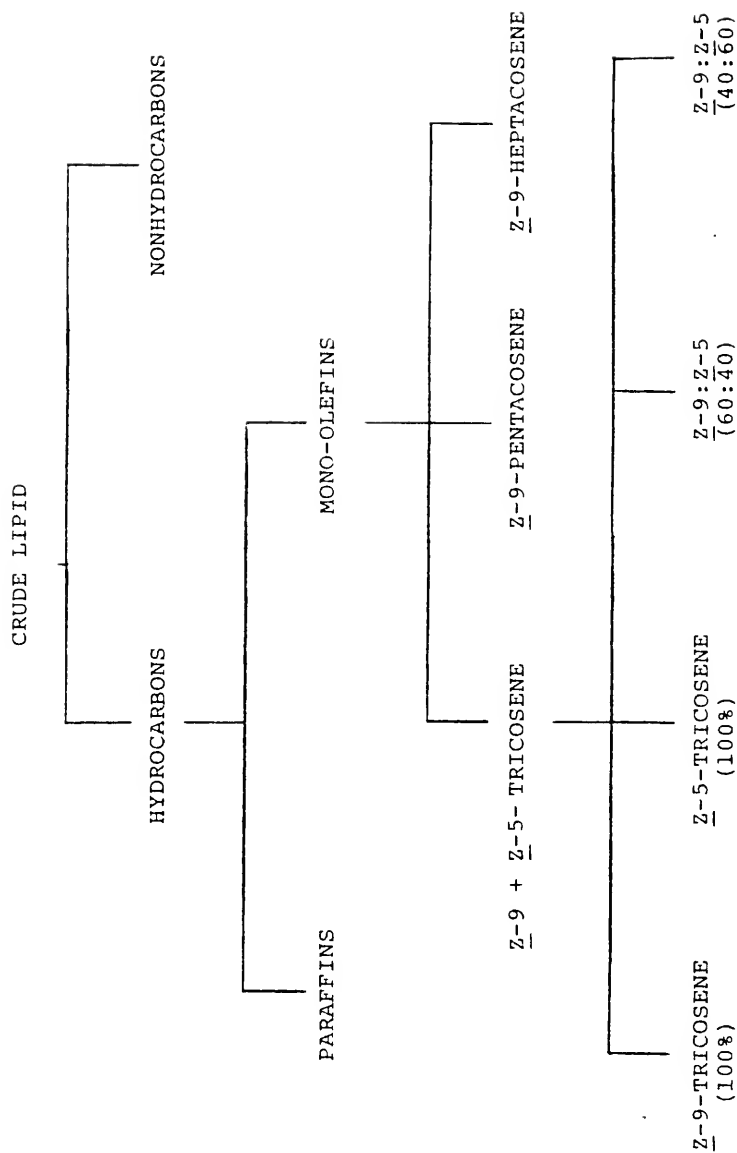 CRUDE LIPID
HYDROCARBONS
NONHYDROCARBONS
PARAFFINS
MONO-OLEFINS
Z-9 + Z-5- TRICOSENE
Z-9-PENTACOSENE
Z-9-HEPTACOSENE
Z-9-TRICOSENE
(100%)
Z-5-TRICOSENE
(100%)
Z-9:Z-5
(60:40)
Z-9:Z-5
(40:60)